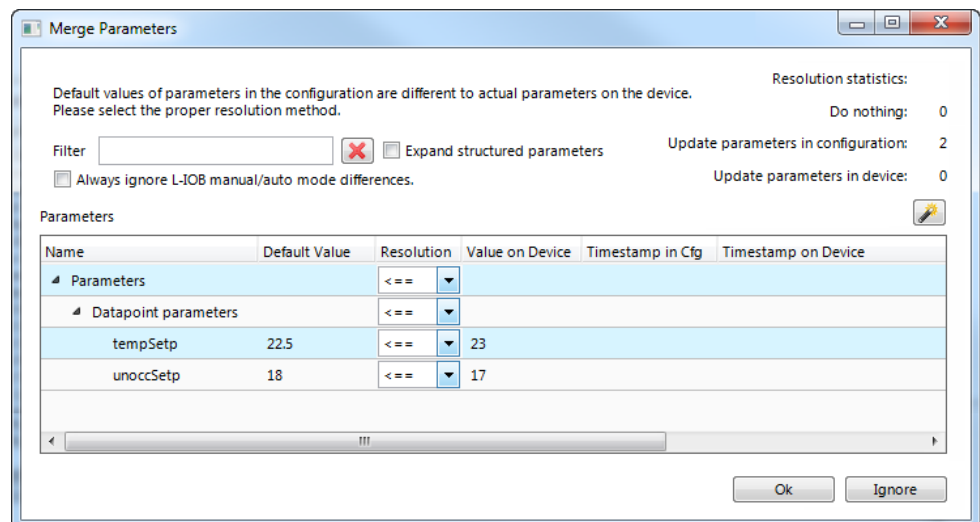 Merge Parameters
Default values of parameters in the configuration are different to actual parameters on the device.
Please select the proper resolution method.
Resolution statistics:
Do nothing: 0
Filter
Expand structured parameters
Update parameters in configuration: 2
Always ignore L-IOB manual/auto mode differences.
Update parameters in device: 0
Parameters
Name Default Value Resolution Value on Device Timestamp in Cfg Timestamp on Device
Parameters <==
Datapoint parameters <==
tempSetp 22.5 <== 23
unoccSetp 18 <== 17
Ok Ignore